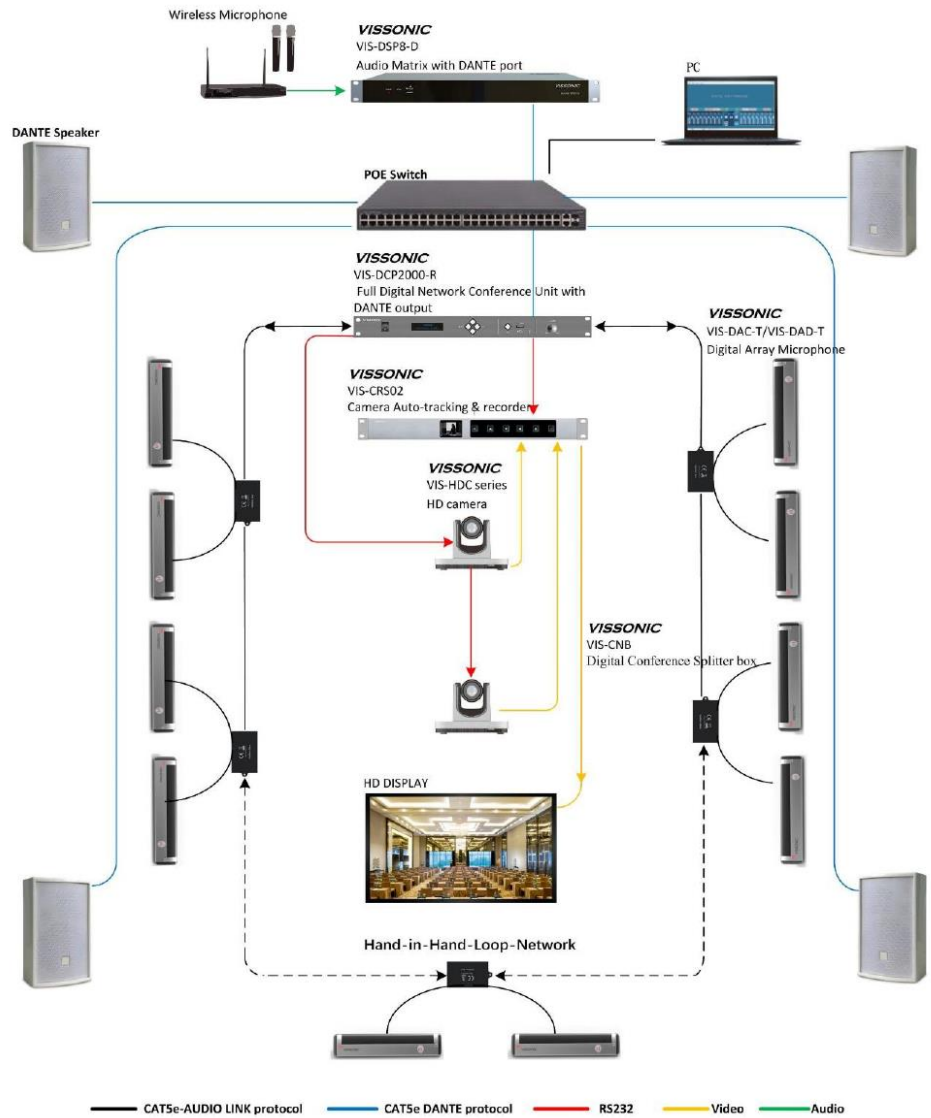 Wireless Microphone
VISSONIC
VIS-DSP8-D
Audio Matrix with DANTE port
PC
DANTE Speaker
POE Switch
VISSONIC
VIS-DCP2000-R
Full Digital Network Conference Unit with
DANTE output
VISSONIC
VIS-DAC-T/VIS-DAD-T
Digital Array Microphone
VISSONIC
VIS-CRS02
Camera Auto-tracking & recorder
VISSONIC
VIS-HDC series
HD camera
VISSONIC
VIS-CNB
Digital Conference Splitter box
HD DISPLAY
Hand-in-Hand-Loop-Network
CAT5e-AUDIO LINK protocol
CAT5e DANTE protocol
RS232
Video
Audio